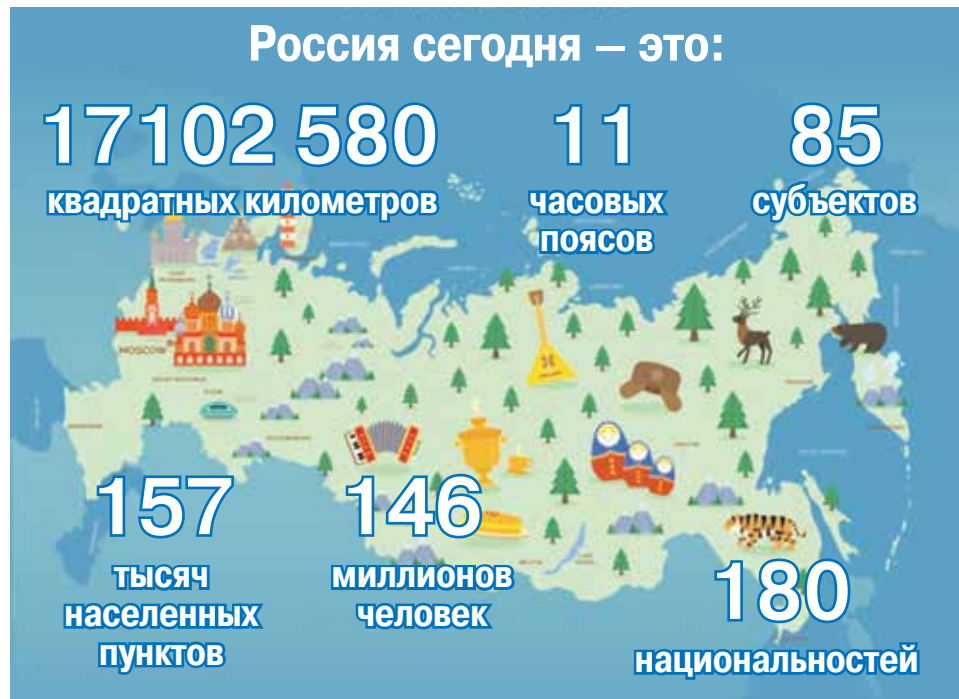 Россия сегодня – это:
17102 580
квадратных километров
11
часовых
поясов
85
субъектов
MOSCOW
157
тысяч
населенных
пунктов
146
миллионов
человек
180
национальностей